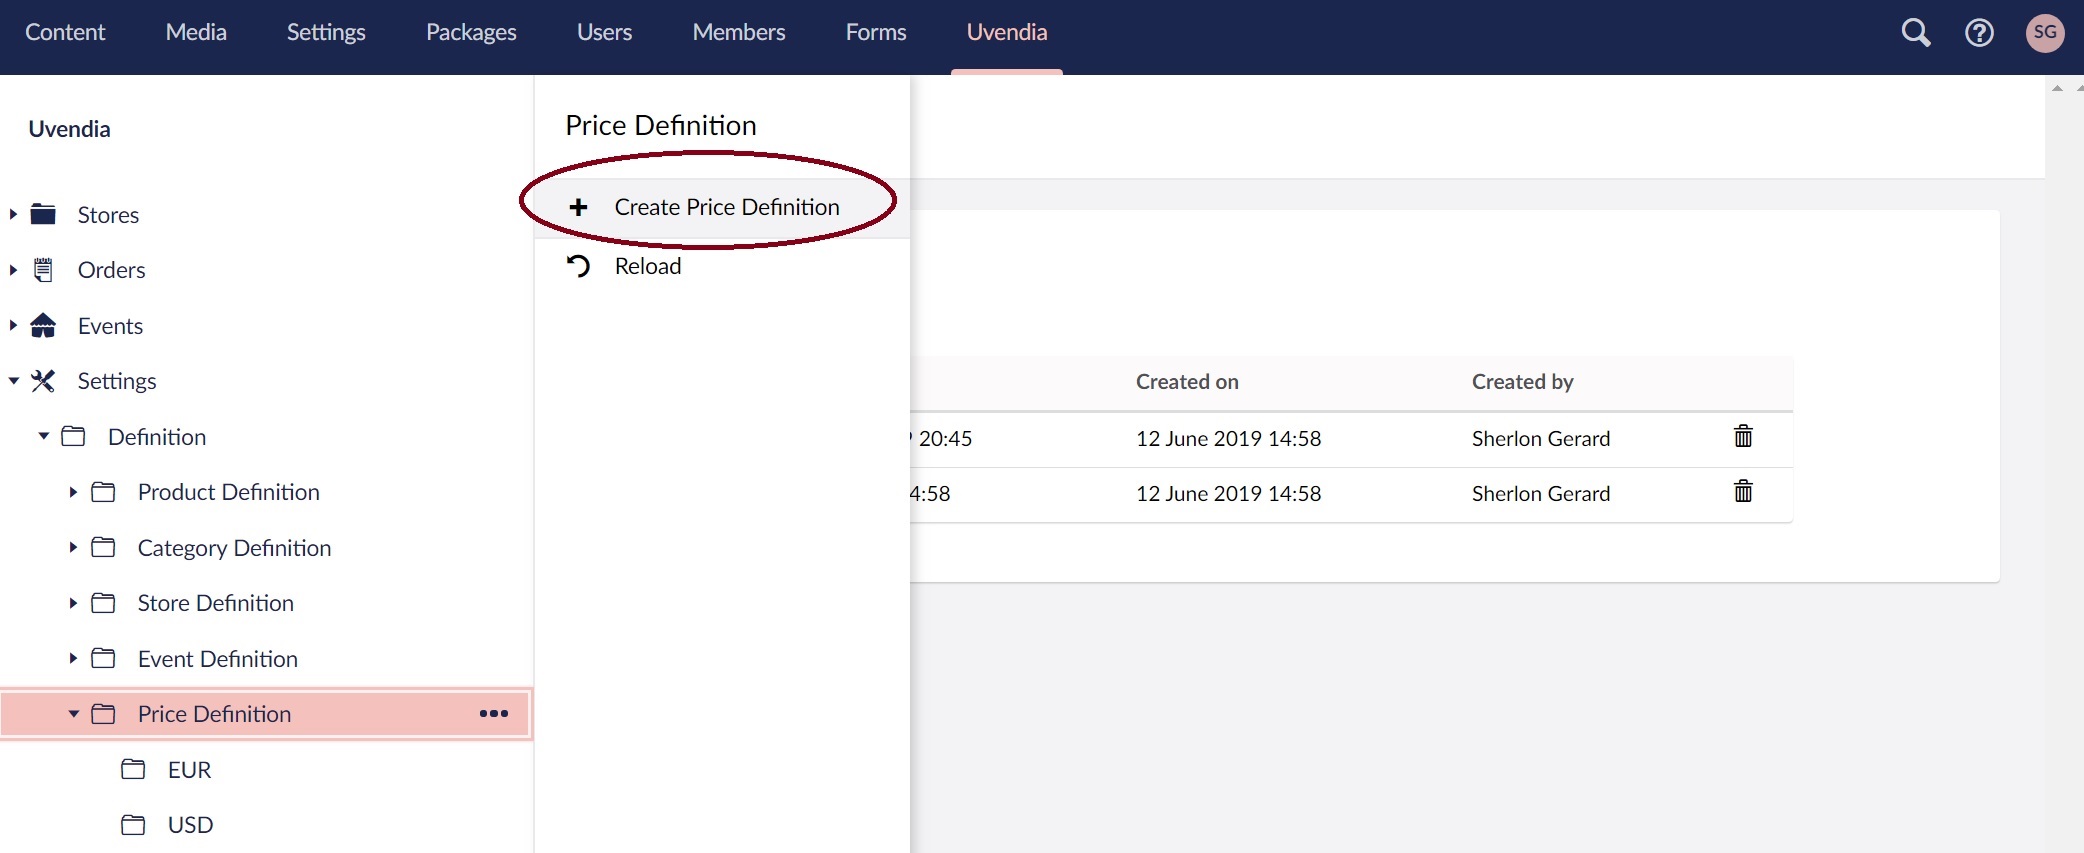 Content Media Settings Packages Users Members Forms Uvendia SG
Uvendia
Stores
Orders
Events
Settings
Definition
Product Definition
Category Definition
Store Definition
Event Definition
Price Definition
EUR
USD
Price Definition
Create Price Definition
Reload
Created on Created by
20:45 12 June 2019 14:58 Sherlon Gerard
4:58 12 June 2019 14:58 Sherlon Gerard